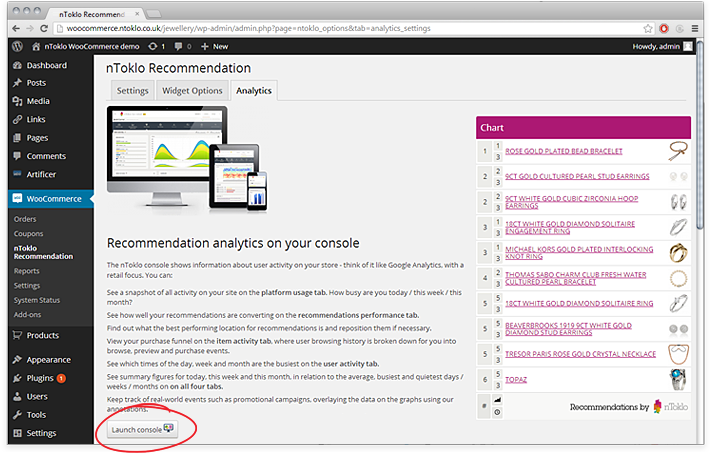 nToklo Recommend
woocommerce.ntoklo.co.uk/jewellery/wp-admin/admin.php?page=ntoklo_options&tab=analytics_settings
nToklo WooCommerce demo 1 0 + New
Howdy, admin
Dashboard
Posts
Media
Links
Pages
Comments
Artificer
WooCommerce
Orders
Coupons
nToklo
Recommendation
Reports
Settings
System Status
Add-ons
Products
Appearance
Plugins 1
Users
Tools
Settings
nToklo Recommendation
Settings
Widget Options
Analytics
Recommendation analytics on your console
The nToklo console shows information about user activity on your store - think of it like Google Analytics, with a
retail focus. You can:
See a snapshot of all activity on your site on the platform usage tab. How busy are you today / this week / this
month?
See how well your recommendations are converting on the recommendations performance tab.
Find out what the best performing location for recommendations is and reposition them if necessary.
View your purchase funnel on the item activity tab, where user browsing history is broken down for you into
browse, preview and purchase events.
See which times of the day, week and month are the busiest on the user activity tab.
See summary figures for today, this week and this month, in relation to the average, busiest and quietest days /
weeks / months on on all four tabs.
Keep track of real-world events such as promotional campaigns, overlaying the data on the graphs using our
annotations.
Launch console
Chart
1 1 3 ROSE GOLD PLATED BEAD BRACELET
2 2 3 9CT GOLD CULTURED PEARL STUD EARRINGS
2 2 3 9CT WHITE GOLD CUBIC ZIRCONIA HOOP
EARRINGS
3 1 3 18CT WHITE GOLD DIAMOND SOLITAIRE
ENGAGEMENT RING
3 1 3 MICHAEL KORS GOLD PLATED INTERLOCKING
KNOT RING
4 2 3 THOMAS SABO CHARM CLUB FRESH WATER
CULTURED PEARL BRACELET
5 5 3 18CT WHITE GOLD DIAMOND SOLITAIRE RING
5 5 3 BEAVERBROOKS 1919 9CT WHITE GOLD
DIAMOND STUD EARRINGS
5 5 3 TRESOR PARIS ROSE GOLD CRYSTAL NECKLACE
6 5 3 TOPAZ
#
Recommendations by nToklo